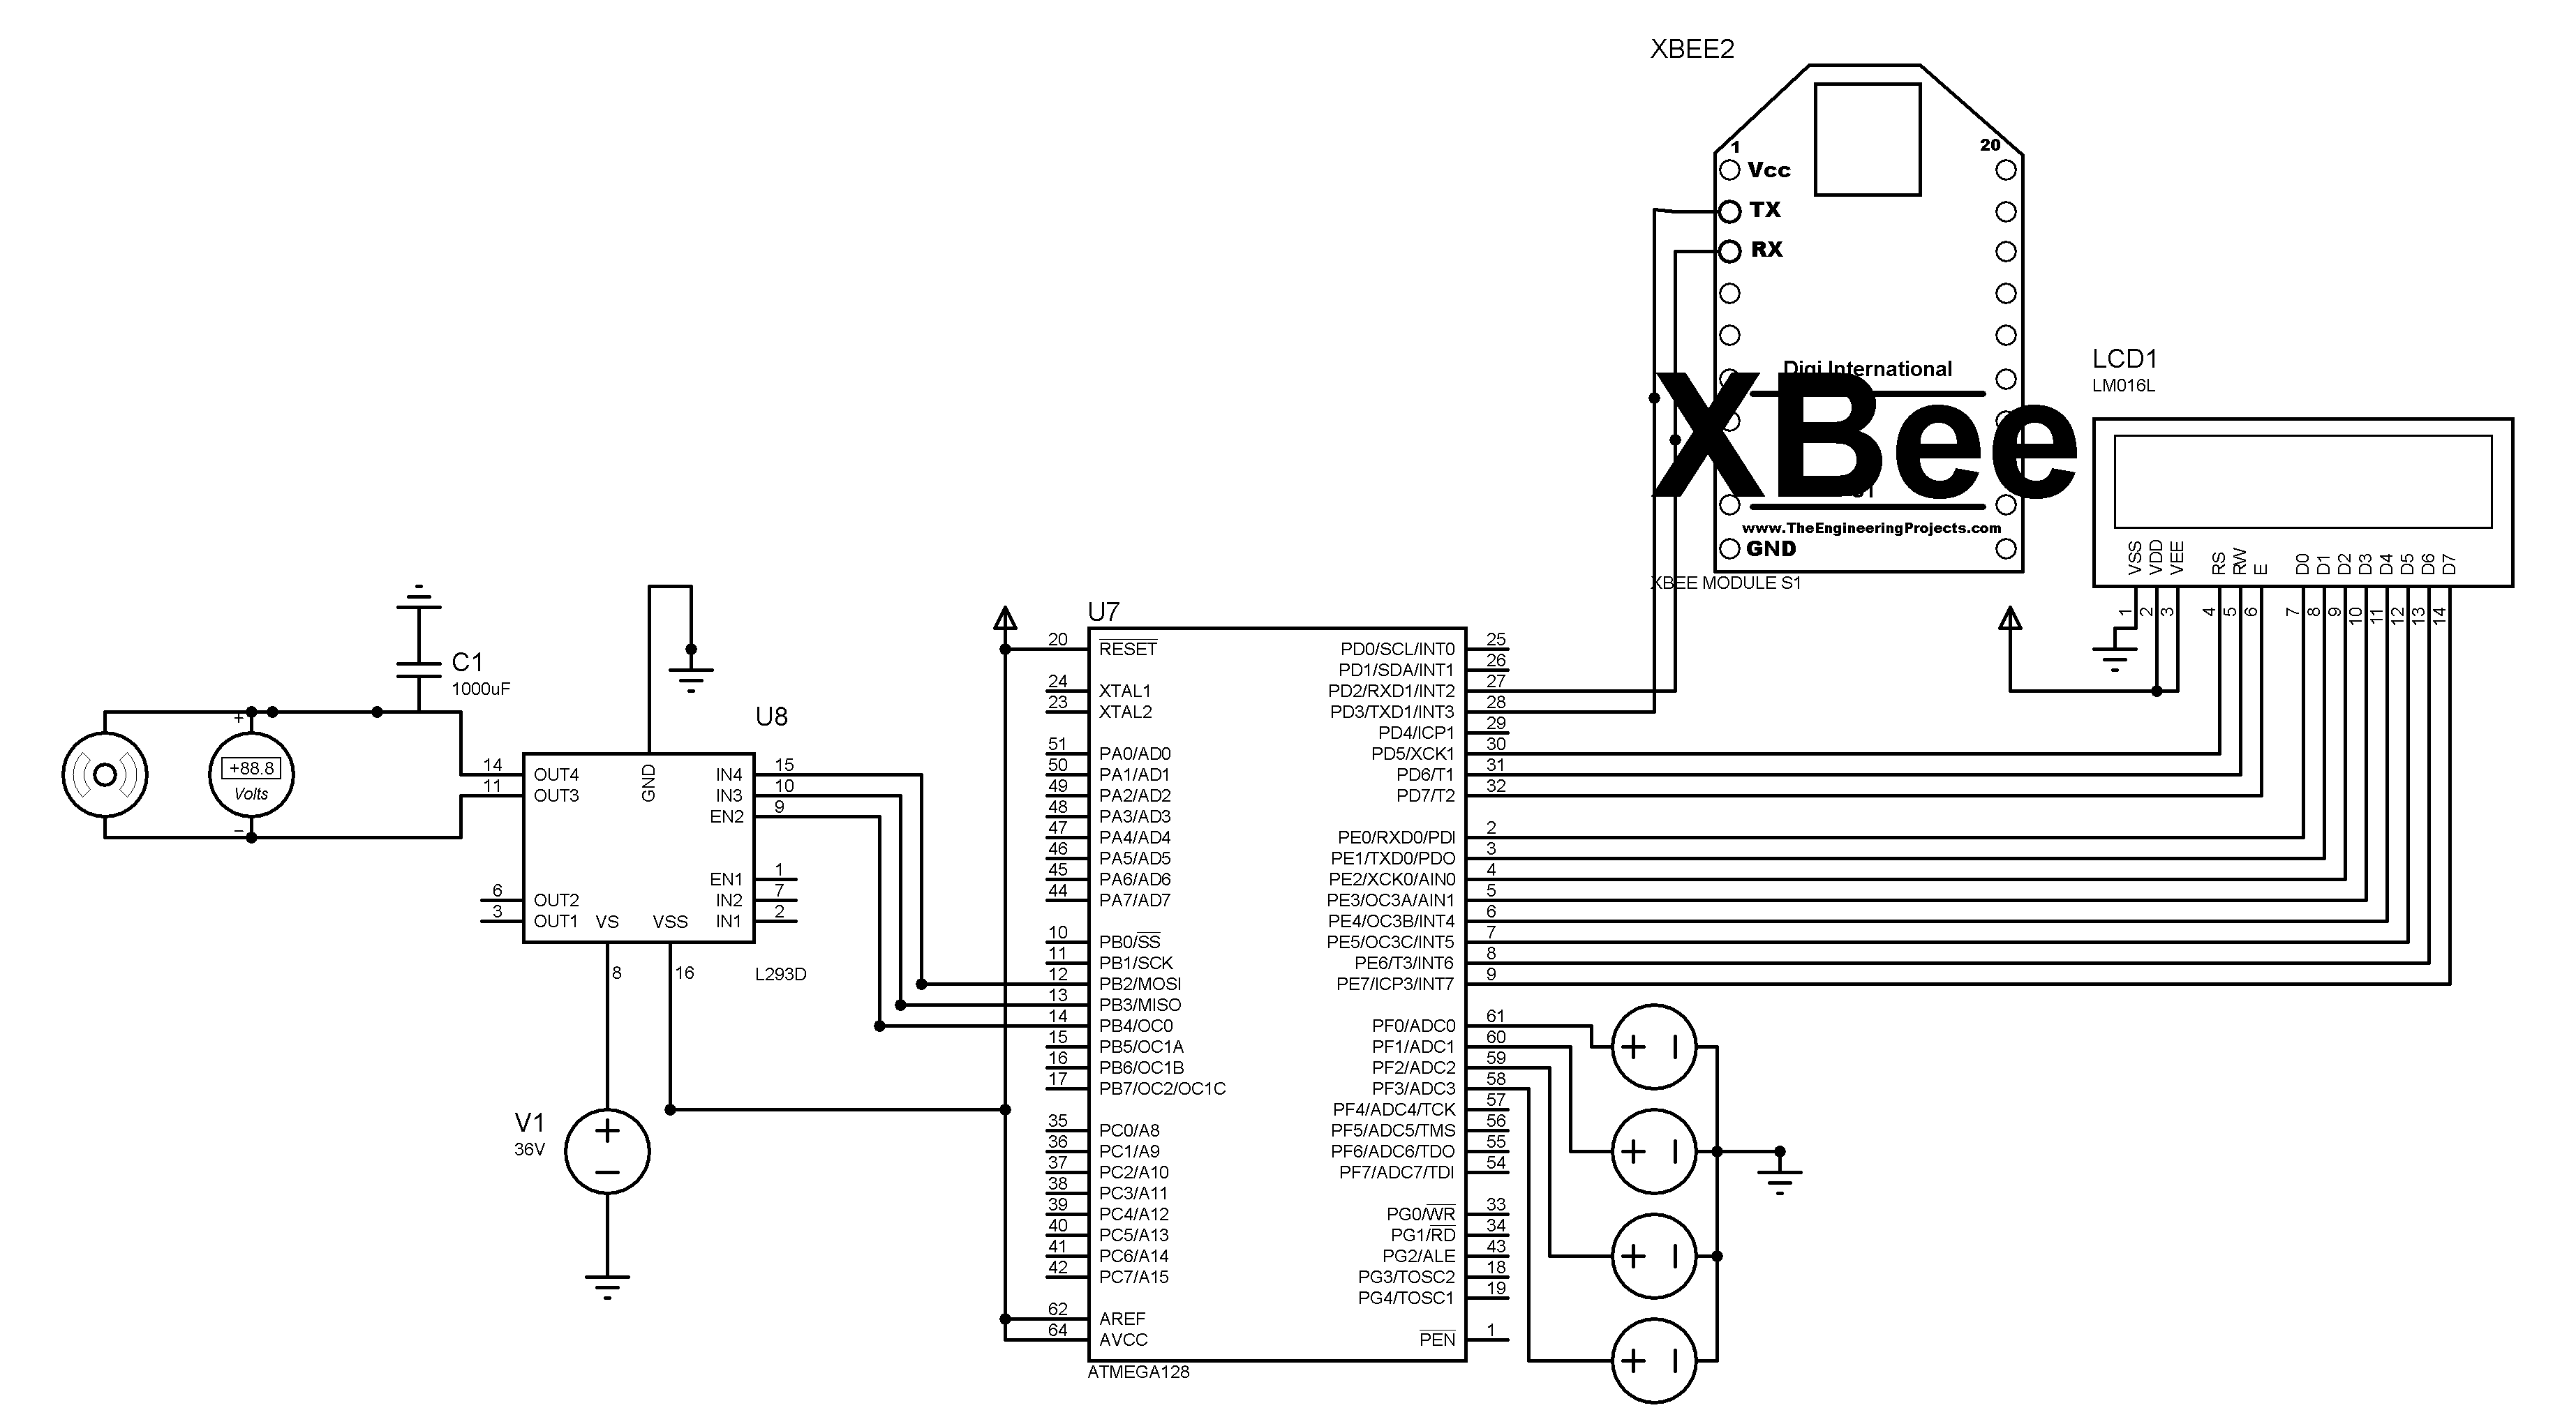 XBEE2
1
20
Vcc
TX
RX
Digi International
XBee
www.TheEngineeringProjects.com
GND
XBEE MODULE S1
LCD1
LM016L
VSS
VDD
VEE
RS
RW
E
D0
D1
D2
D3
D4
D5
D6
D7
1
2
3
4
5
6
7
8
9
10
11
12
13
14
C1
1000uF
+
+88.8
Volts
−
U8
14 OUT4
11 OUT3
6 OUT2
3 OUT1
GND
VS
VSS
8
16
IN4 15
IN3 10
EN2 9
EN1 1
IN2 7
IN1 2
L293D
V1
36V
+
−
U7
20 RESET
24 XTAL1
23 XTAL2
51 PA0/AD0
50 PA1/AD1
49 PA2/AD2
48 PA3/AD3
47 PA4/AD4
46 PA5/AD5
45 PA6/AD6
44 PA7/AD7
10 PB0/SS
11 PB1/SCK
12 PB2/MOSI
13 PB3/MISO
14 PB4/OC0
15 PB5/OC1A
16 PB6/OC1B
17 PB7/OC2/OC1C
35 PC0/A8
36 PC1/A9
37 PC2/A10
38 PC3/A11
39 PC4/A12
40 PC5/A13
41 PC6/A14
42 PC7/A15
62 AREF
64 AVCC
PD0/SCL/INT0 25
PD1/SDA/INT1 26
PD2/RXD1/INT2 27
PD3/TXD1/INT3 28
PD4/ICP1 29
PD5/XCK1 30
PD6/T1 31
PD7/T2 32
PE0/RXD0/PDI 2
PE1/TXD0/PDO 3
PE2/XCK0/AIN0 4
PE3/OC3A/AIN1 5
PE4/OC3B/INT4 6
PE5/OC3C/INT5 7
PE6/T3/INT6 8
PE7/ICP3/INT7 9
PF0/ADC0 61
PF1/ADC1 60
PF2/ADC2 59
PF3/ADC3 58
PF4/ADC4/TCK 57
PF5/ADC5/TMS 56
PF6/ADC6/TDO 55
PF7/ADC7/TDI 54
PG0/WR 33
PG1/RD 34
PG2/ALE 43
PG3/TOSC2 18
PG4/TOSC1 19
PEN 1
ATMEGA128